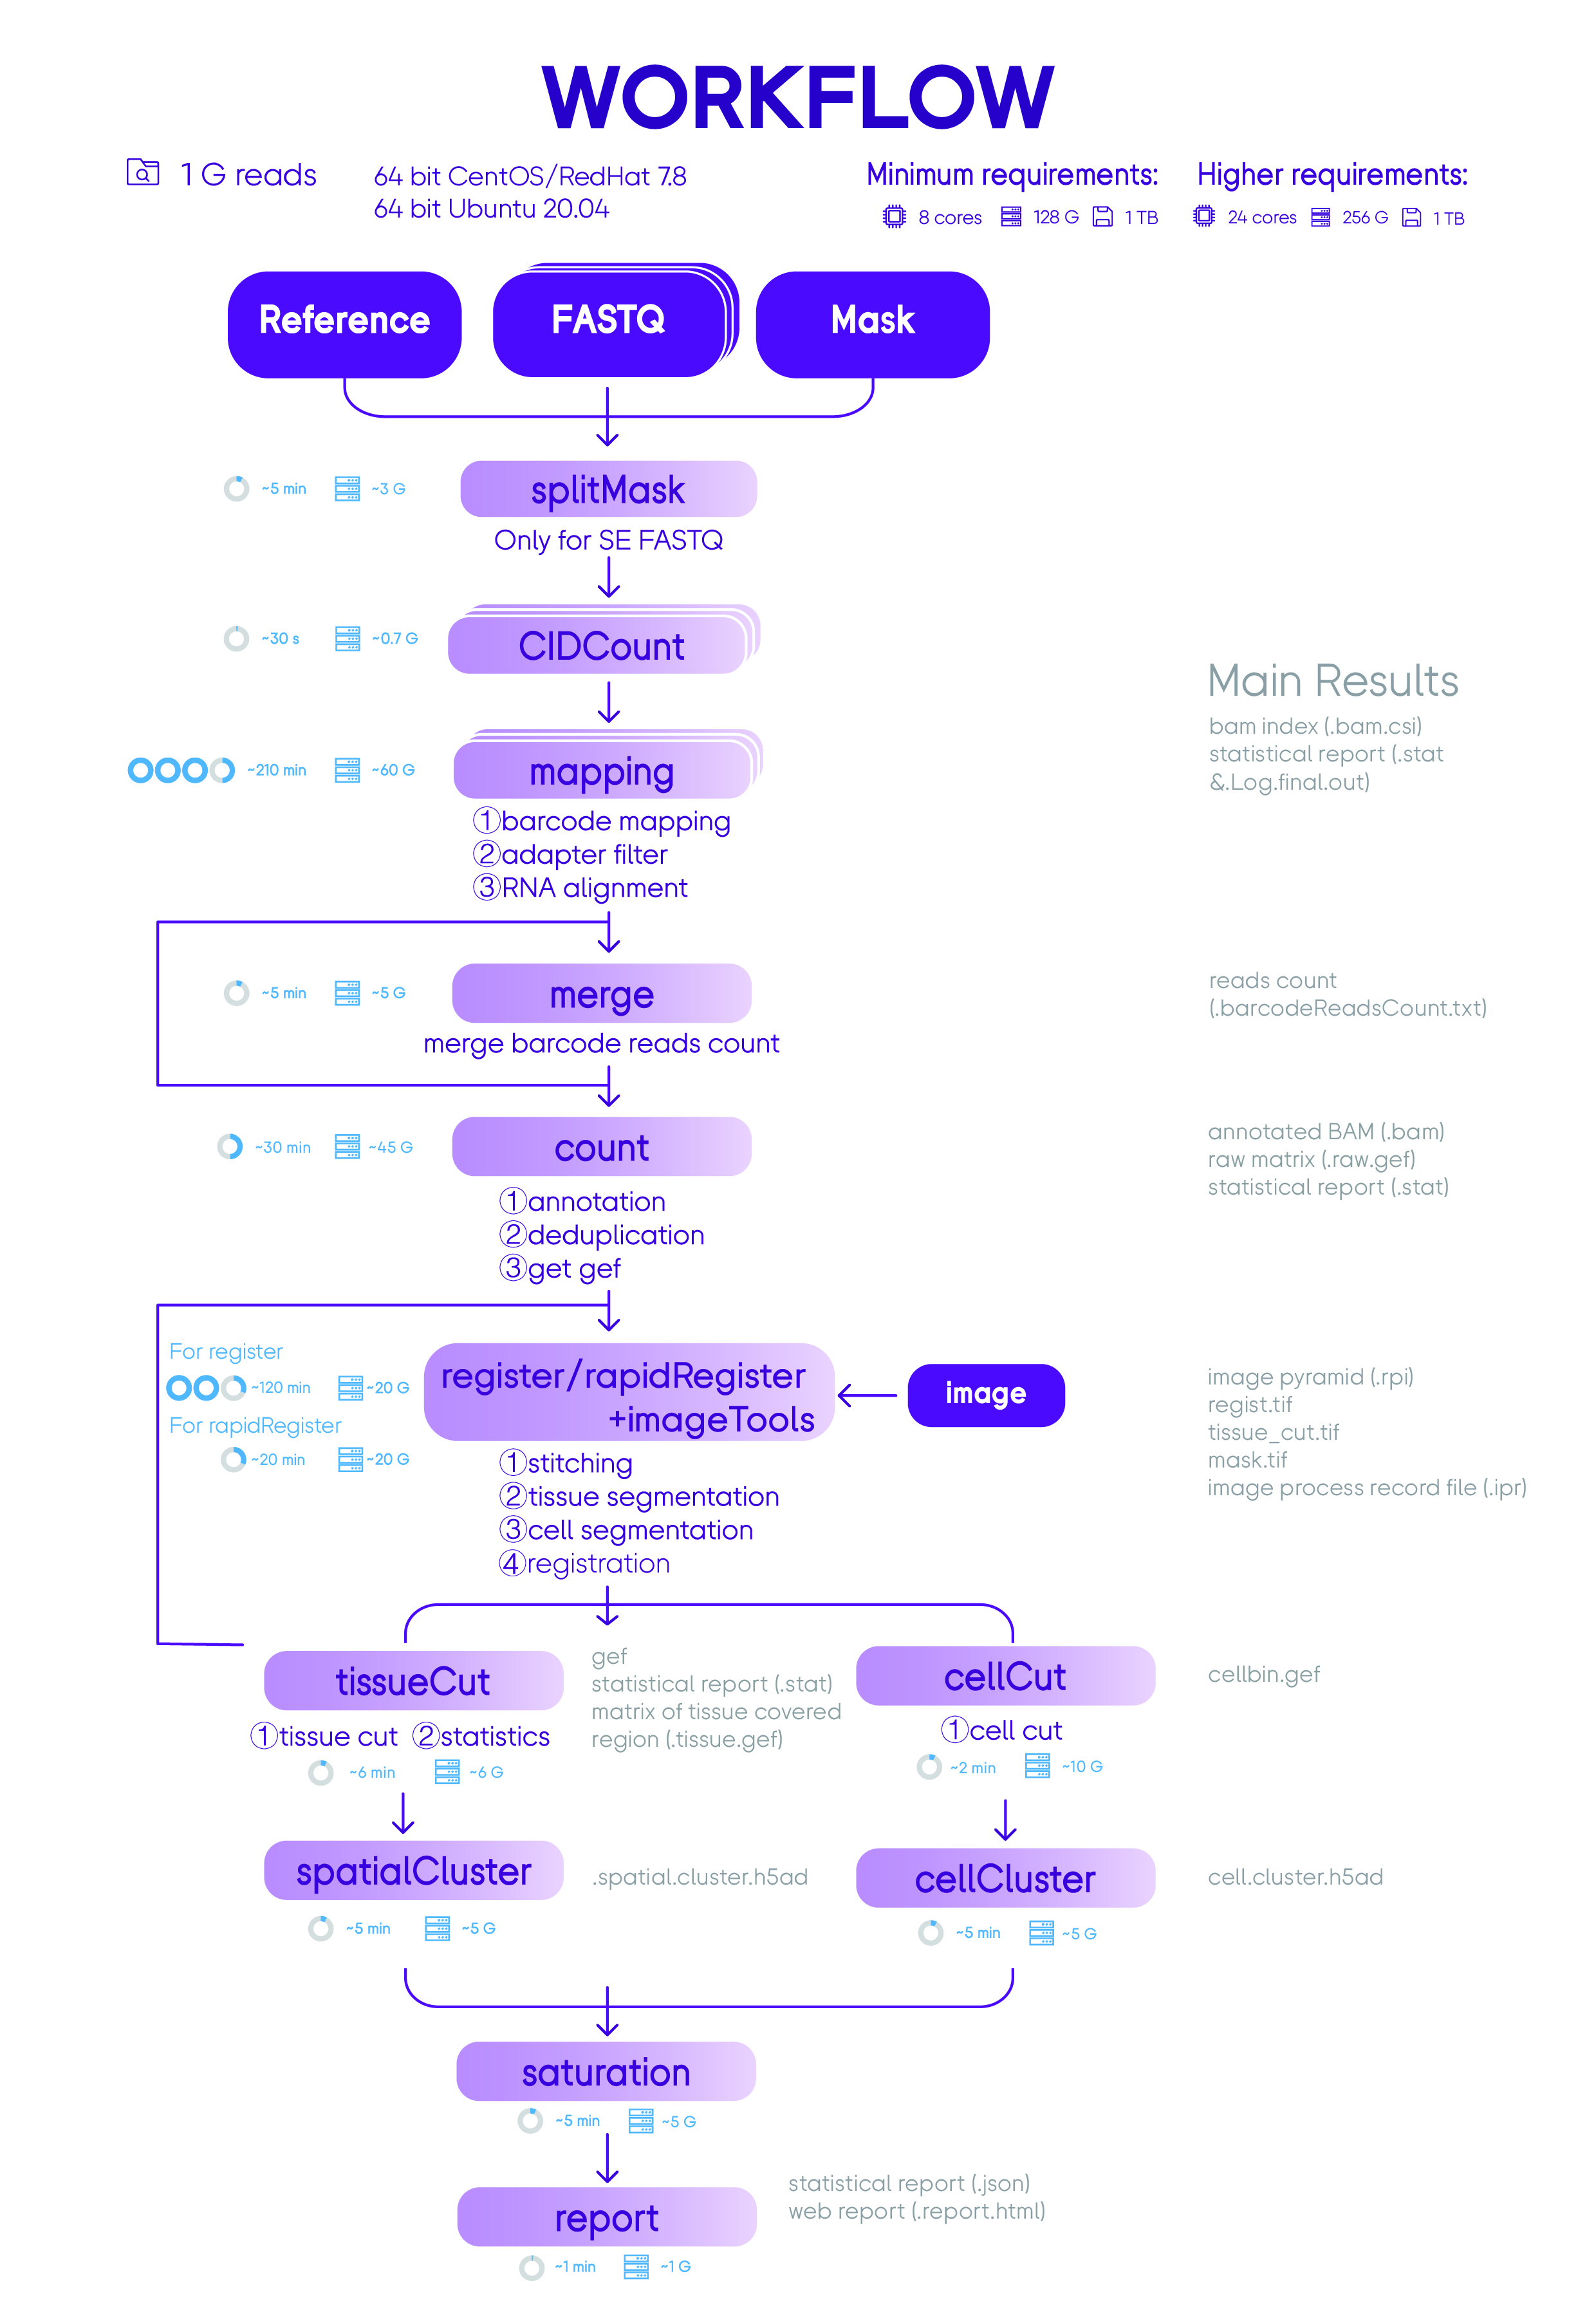 WORKFLOW
1 G reads
64 bit CentOS/RedHat 7.8
64 bit Ubuntu 20.04
Minimum requirements:
8 cores 128 G 1 TB
Higher requirements:
24 cores 256 G 1 TB
Reference
FASTQ
Mask
~5 min ~3 G
splitMask
Only for SE FASTQ
~30 s ~0.7 G
CIDCount
Main Results
~210 min ~60 G
mapping
①barcode mapping
②adapter filter
③RNA alignment
bam index (.bam.csi)
statistical report (.stat
&.Log.final.out)
~5 min ~5 G
merge
merge barcode reads count
reads count
(.barcodeReadsCount.txt)
~30 min ~45 G
count
①annotation
②deduplication
③get gef
annotated BAM (.bam)
raw matrix (.raw.gef)
statistical report (.stat)
For register
~120 min ~20 G
For rapidRegister
~20 min ~20 G
register/rapidRegister
+imageTools
image
①stitching
②tissue segmentation
③cell segmentation
④registration
image pyramid (.rpi)
regist.tif
tissue_cut.tif
mask.tif
image process record file (.ipr)
tissueCut
①tissue cut ②statistics
~6 min ~6 G
gef
statistical report (.stat)
matrix of tissue covered
region (.tissue.gef)
cellCut
①cell cut
~2 min ~10 G
cellbin.gef
spatialCluster
~5 min ~5 G
.spatial.cluster.h5ad
cellCluster
~5 min ~5 G
cell.cluster.h5ad
saturation
~5 min ~5 G
report
~1 min ~1 G
statistical report (.json)
web report (.report.html)